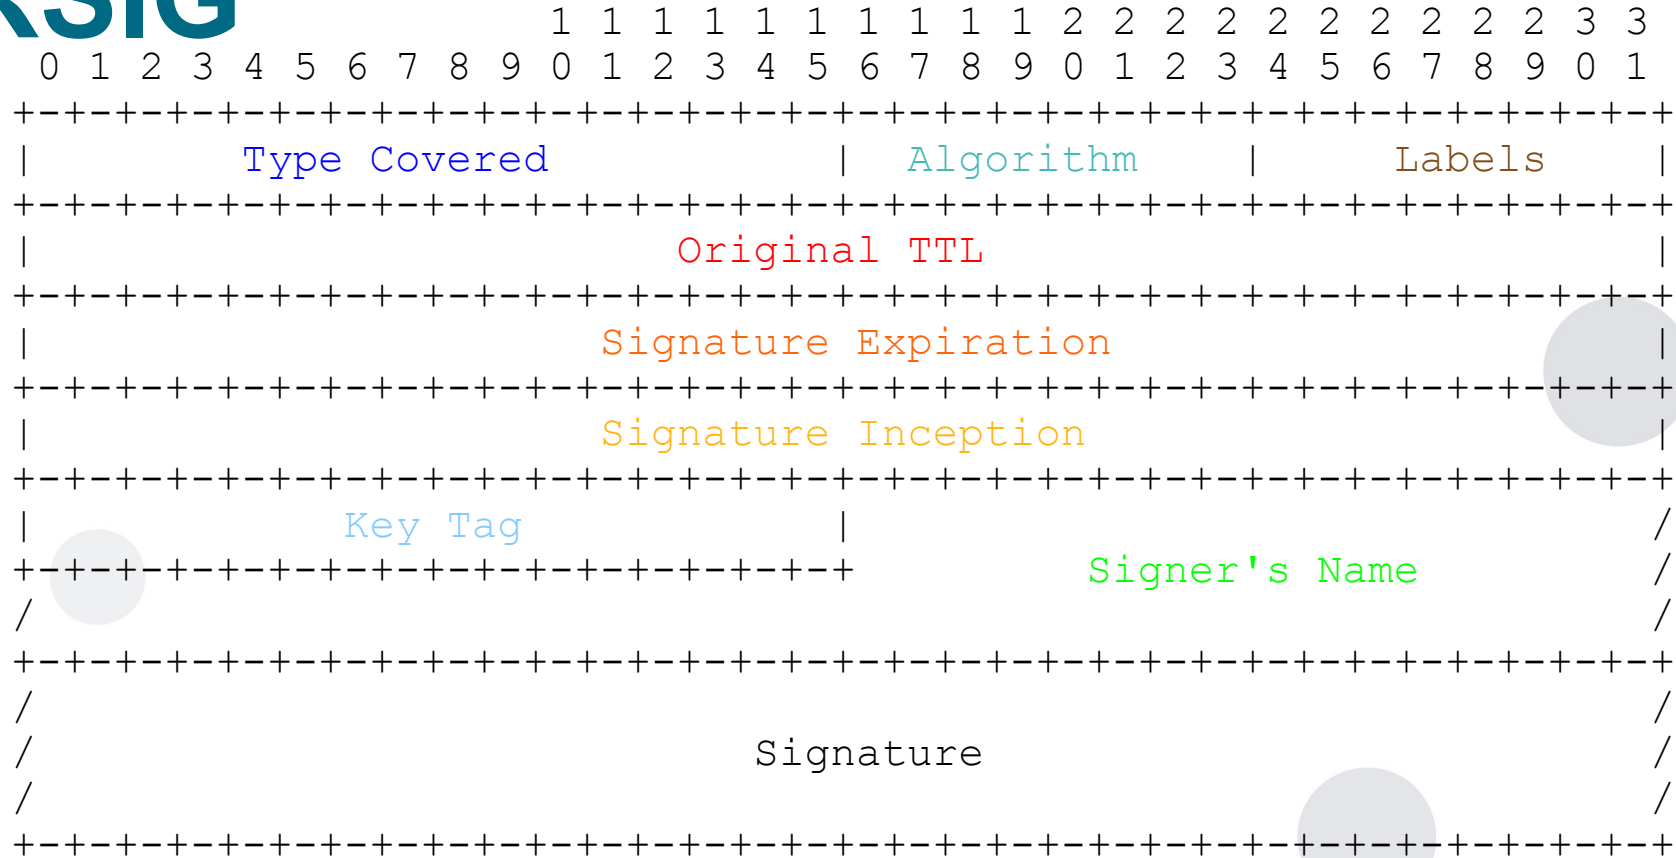 RSIG
1 1 1 1 1 1 1 1 1 1 2 2 2 2 2 2 2 2 2 2 3 3
0 1 2 3 4 5 6 7 8 9 0 1 2 3 4 5 6 7 8 9 0 1 2 3 4 5 6 7 8 9 0 1
+-+-+-+-+-+-+-+-+-+-+-+-+-+-+-+-+-+-+-+-+-+-+-+-+-+-+-+-+-+-+-+-+
| Type Covered | Algorithm | Labels |
+-+-+-+-+-+-+-+-+-+-+-+-+-+-+-+-+-+-+-+-+-+-+-+-+-+-+-+-+-+-+-+-+
| Original TTL |
+-+-+-+-+-+-+-+-+-+-+-+-+-+-+-+-+-+-+-+-+-+-+-+-+-+-+-+-+-+-+-+-+
| Signature Expiration |
+-+-+-+-+-+-+-+-+-+-+-+-+-+-+-+-+-+-+-+-+-+-+-+-+-+-+-+-+-+-+-+-+
| Signature Inception |
+-+-+-+-+-+-+-+-+-+-+-+-+-+-+-+-+-+-+-+-+-+-+-+-+-+-+-+-+-+-+-+-+
| Key Tag | /
+-+-+-+-+-+-+-+-+-+-+-+-+-+-+-+-+ Signer's Name /
/ /
+-+-+-+-+-+-+-+-+-+-+-+-+-+-+-+-+-+-+-+-+-+-+-+-+-+-+-+-+-+-+-+-+
/ /
/ Signature /
/ /
+-+-+-+-+-+-+-+-+-+-+-+-+-+-+-+-+-+-+-+-+-+-+-+-+-+-+-+-+-+-+-+-+